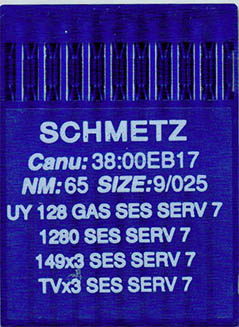 SCHMETZ
Canu: 38:00EB17
NM: 65 SIZE: 9/025
UY 128 GAS SES SERV 7
1280 SES SERV 7
149x3 SES SERV 7
TVx3 SES SERV 7